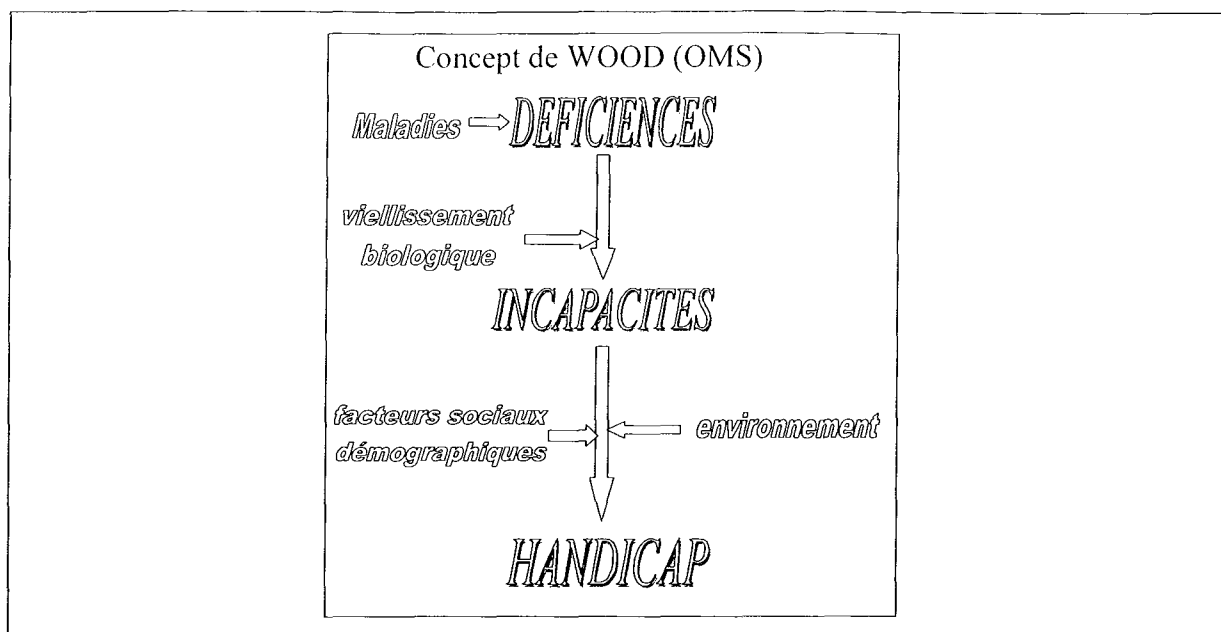 Concept de WOOD (OMS)
Maladies DEFICIENCES
viellissement
biologique
INCAPACITES
facteurs sociaux
démographiques
environnement
HANDICAP